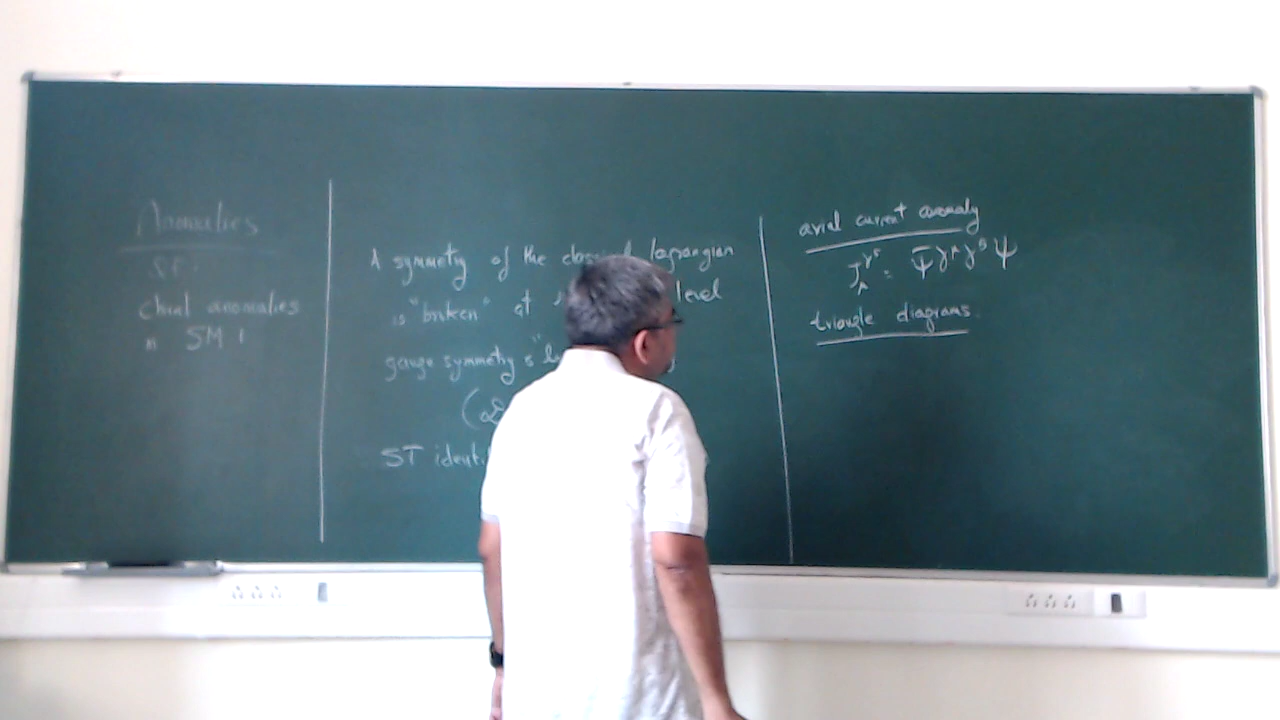 Anomalies
Chiral anomalies
in SM
A symmetry of the classical lagrangian
is "broken" at level
gauge symmetry is
ST
axial current anomaly
J_μ^{γ5} = Ψ̄ γ^μ γ^5 Ψ
triangle diagrams.